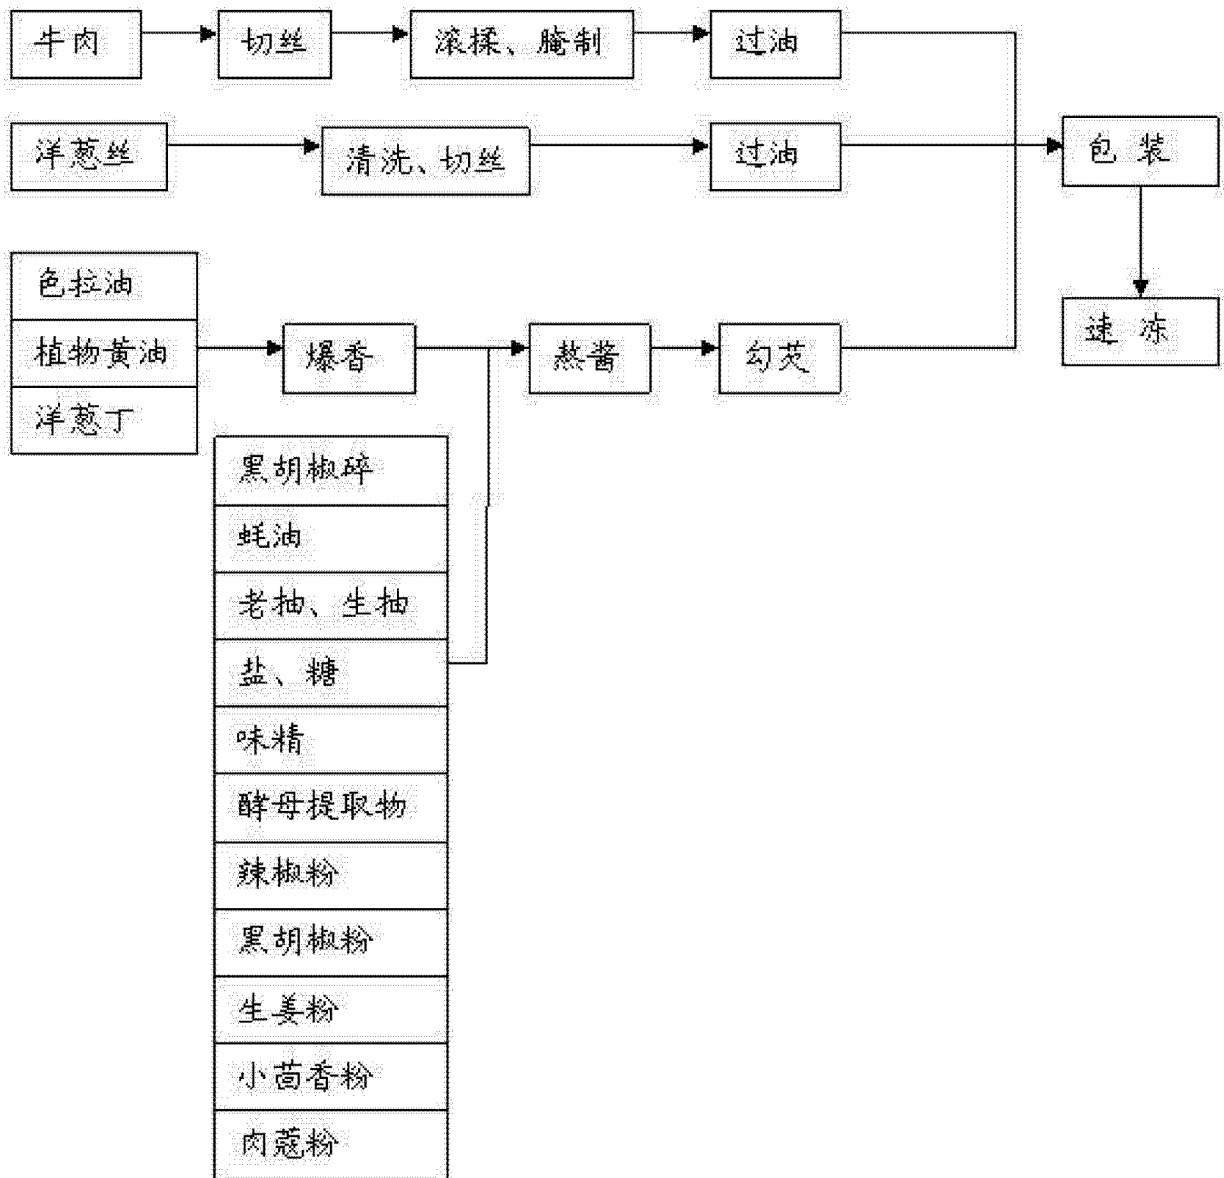 牛肉
切丝
滚揉、腌制
过油
洋葱丝
清洗、切丝
过油
包 装
速 冻
色拉油
植物黄油
洋葱丁
爆香
熬酱
勾芡
黑胡椒碎
蚝油
老抽、生抽
盐、糖
味精
酵母提取物
辣椒粉
黑胡椒粉
生姜粉
小茴香粉
肉蔻粉